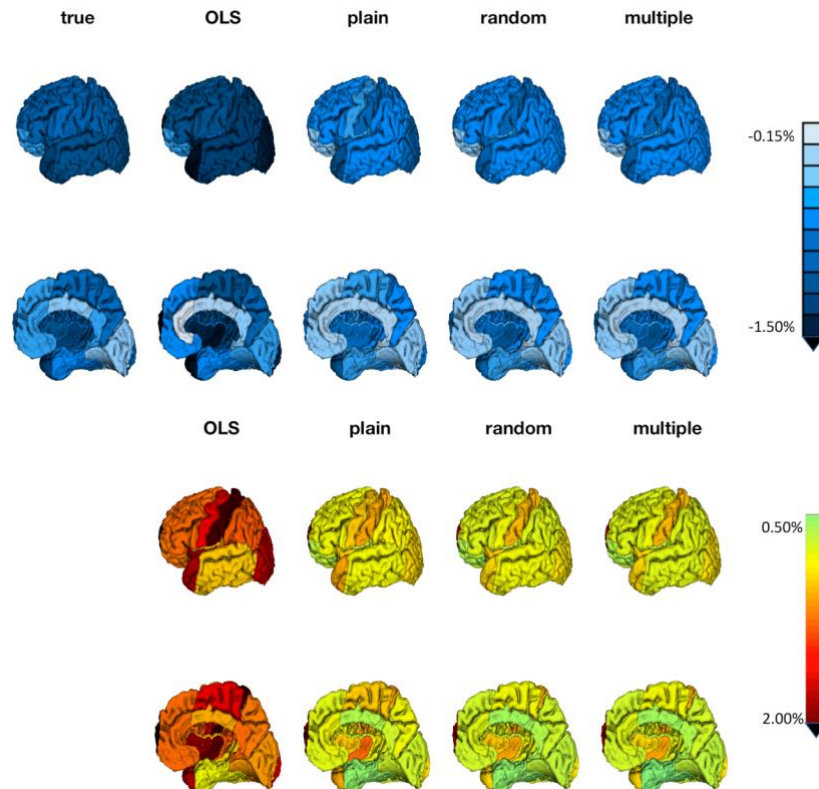 true OLS plain random multiple
-0.15%
-1.50%
OLS plain random multiple
0.50%
2.00%